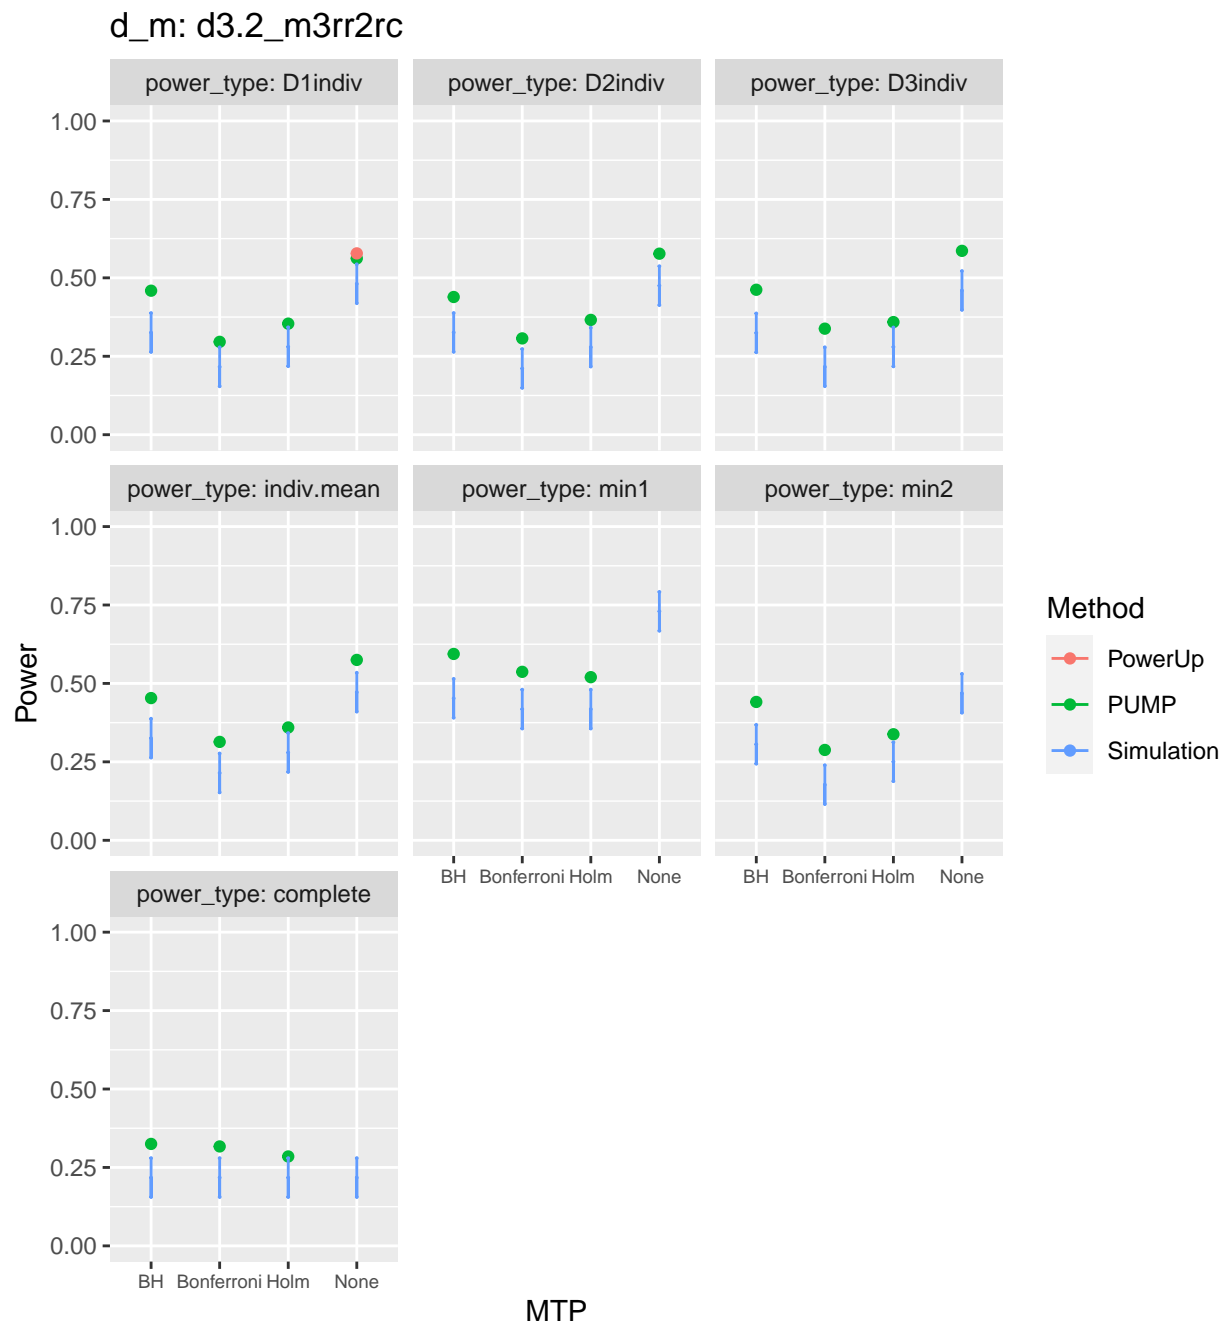 d_m: d3.2_m3rr2rc
power_type: D1indiv
power_type: D2indiv
power_type: D3indiv
1.00
0.75
0.50
0.25
0.00
power_type: indiv.mean
power_type: min1
power_type: min2
1.00
0.75
0.50
0.25
0.00
BH Bonferroni Holm None
BH Bonferroni Holm None
power_type: complete
1.00
0.75
0.50
0.25
0.00
BH Bonferroni Holm None
MTP
Power
Method
PowerUp
PUMP
Simulation